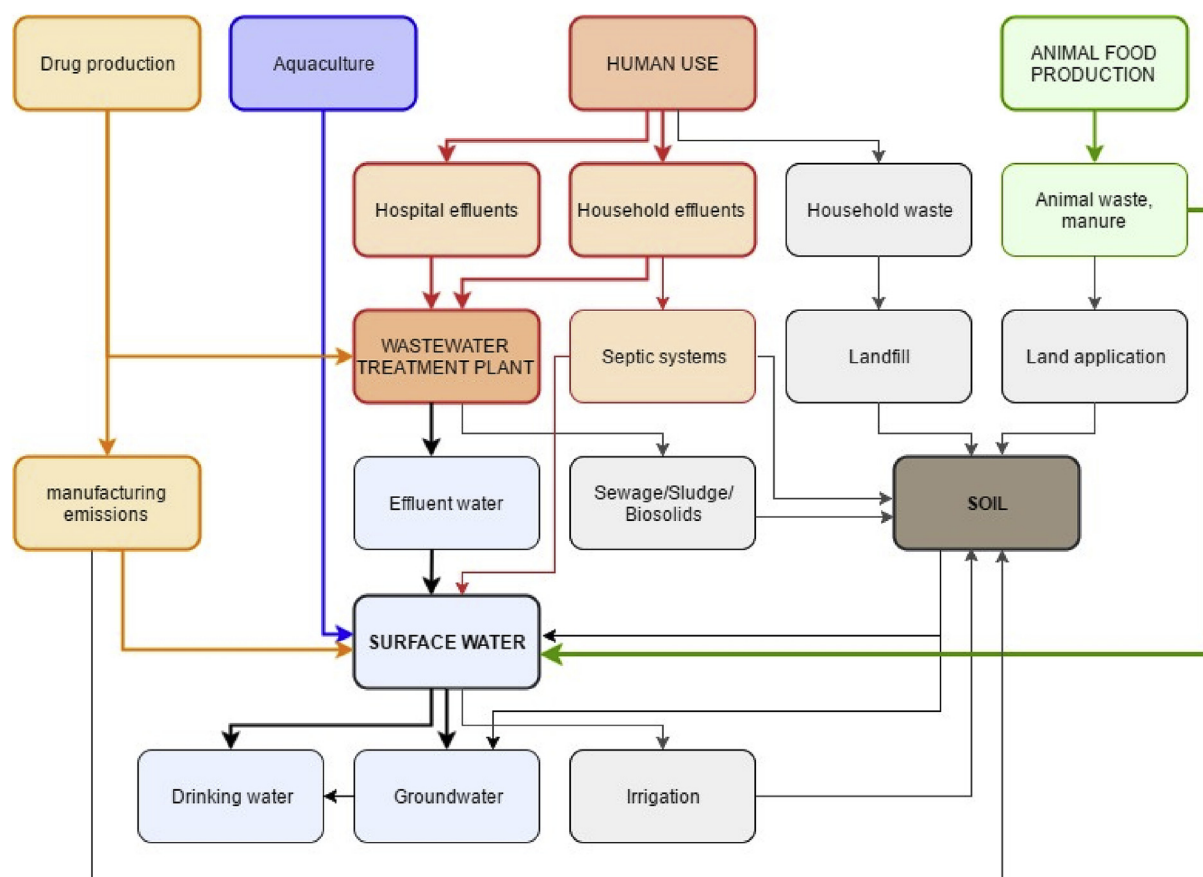 Drug production
Aquaculture
HUMAN USE
ANIMAL FOOD
PRODUCTION
Hospital effluents
Household effluents
Household waste
Animal waste,
manure
WASTEWATER
TREATMENT PLANT
Septic systems
Landfill
Land application
manufacturing
emissions
Effluent water
Sewage/Sludge/
Biosolids
SOIL
SURFACE WATER
Drinking water
Groundwater
Irrigation